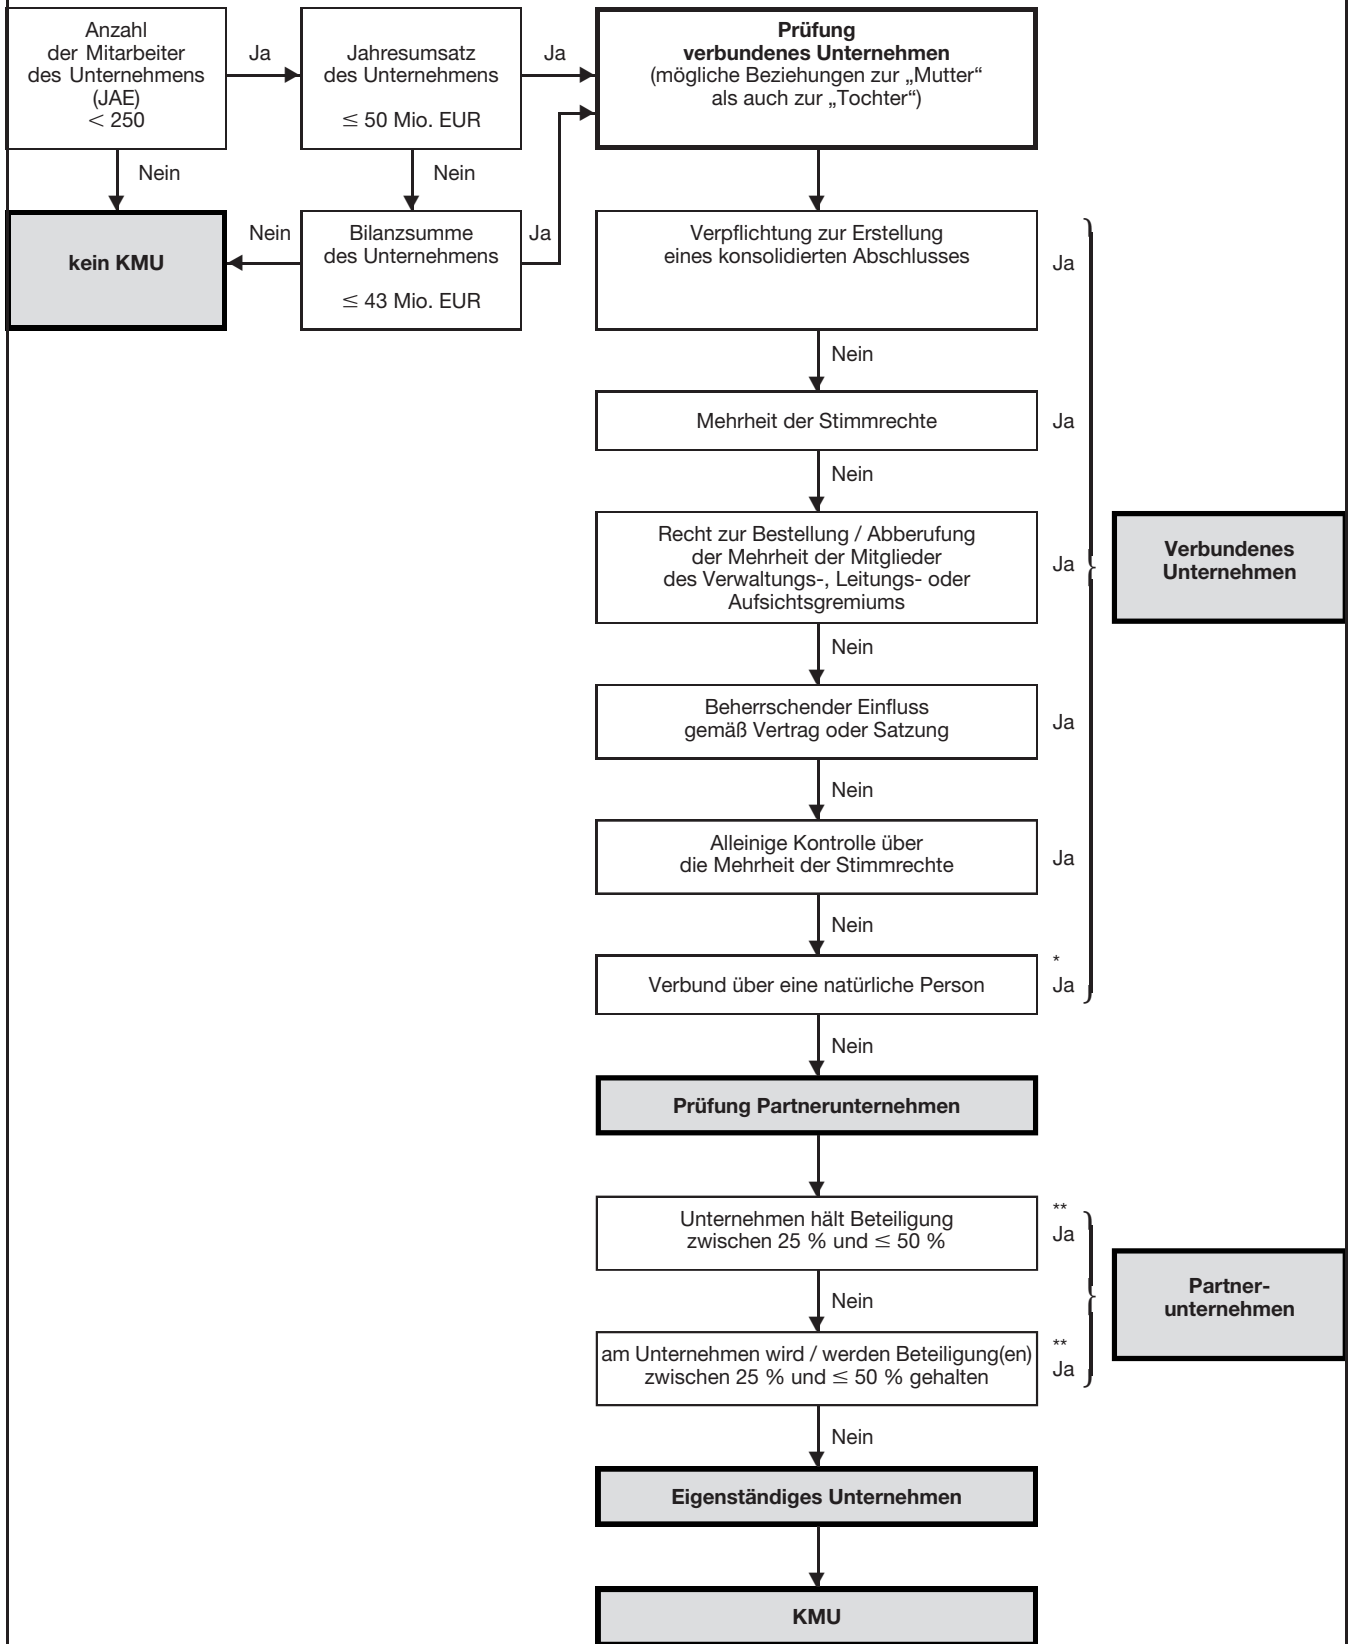 Anzahl
der Mitarbeiter
des Unternehmens
(JAE)
< 250
Ja
Jahresumsatz
des Unternehmens
≤ 50 Mio. EUR
Ja
Prüfung
verbundenes Unternehmen
(mögliche Beziehungen zur „Mutter“
als auch zur „Tochter“)
Nein
Nein
kein KMU
Nein
Bilanzsumme
des Unternehmens
≤ 43 Mio. EUR
Ja
Verpflichtung zur Erstellung
eines konsolidierten Abschlusses
Ja
Nein
Mehrheit der Stimmrechte
Ja
Nein
Recht zur Bestellung / Abberufung
der Mehrheit der Mitglieder
des Verwaltungs-, Leitungs- oder
Aufsichtsgremiums
Ja
Verbundenes
Unternehmen
Nein
Beherrschender Einfluss
gemäß Vertrag oder Satzung
Ja
Nein
Alleinige Kontrolle über
die Mehrheit der Stimmrechte
Ja
Nein
Verbund über eine natürliche Person
*
Ja
Nein
Prüfung Partnerunternehmen
Unternehmen hält Beteiligung
zwischen 25 % und ≤ 50 %
**
Ja
Partner-
unternehmen
Nein
am Unternehmen wird / werden Beteiligung(en)
zwischen 25 % und ≤ 50 % gehalten
**
Ja
Nein
Eigenständiges Unternehmen
KMU